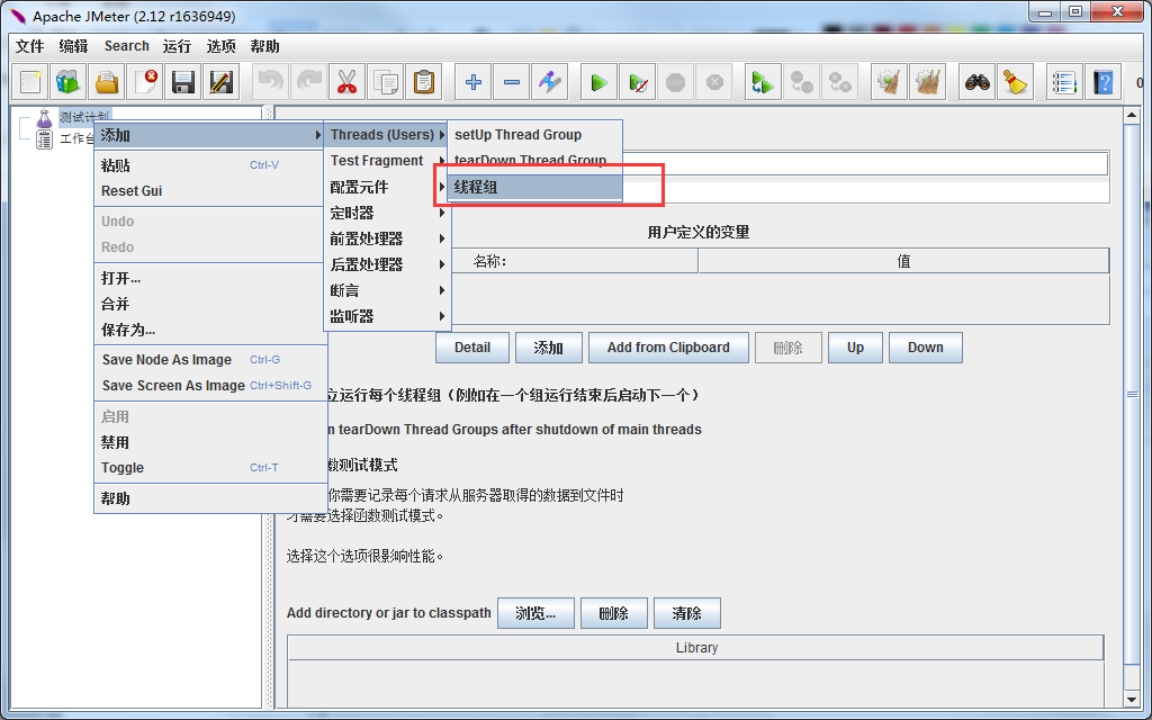 Apache JMeter (2.12 r1636949)
文件 编辑 Search 运行 选项 帮助
0
测试计划
工作台
添加
粘贴 Ctrl-V
Reset Gui
Undo
Redo
打开...
合并
保存为...
Save Node As Image Ctrl-G
Save Screen As Image Ctrl+Shift-G
启用
禁用
Toggle Ctrl-T
帮助
Threads (Users)
Test Fragment
配置元件
定时器
前置处理器
后置处理器
断言
监听器
setUp Thread Group
tearDown Thread Group
线程组
用户定义的变量
名称: 值
Detail 添加 Add from Clipboard 删除 Up Down
立运行每个线程组（例如在一个组运行结束后启动下一个）
n tearDown Thread Groups after shutdown of main threads
数测试模式
你需要记录每个请求从服务器取得的数据到文件时
才需要选择函数测试模式。
选择这个选项很影响性能。
Add directory or jar to classpath 浏览... 删除 清除
Library